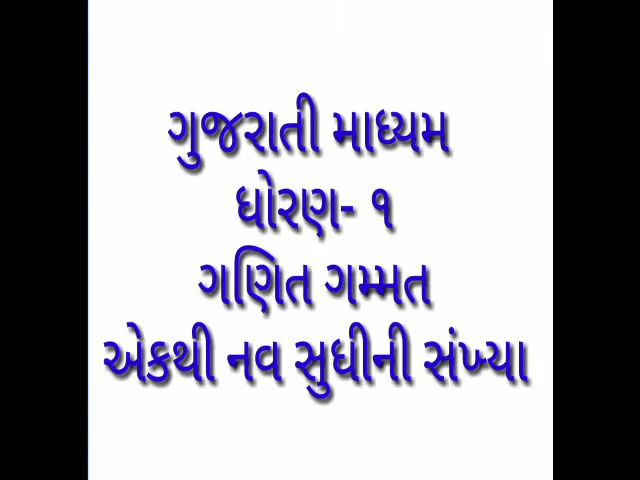 ગુજરાતી માધ્યમ
ધોરણ- ૧
ગણિત ગમ્મત
એકથી નવ સુધીની સંખ્યા